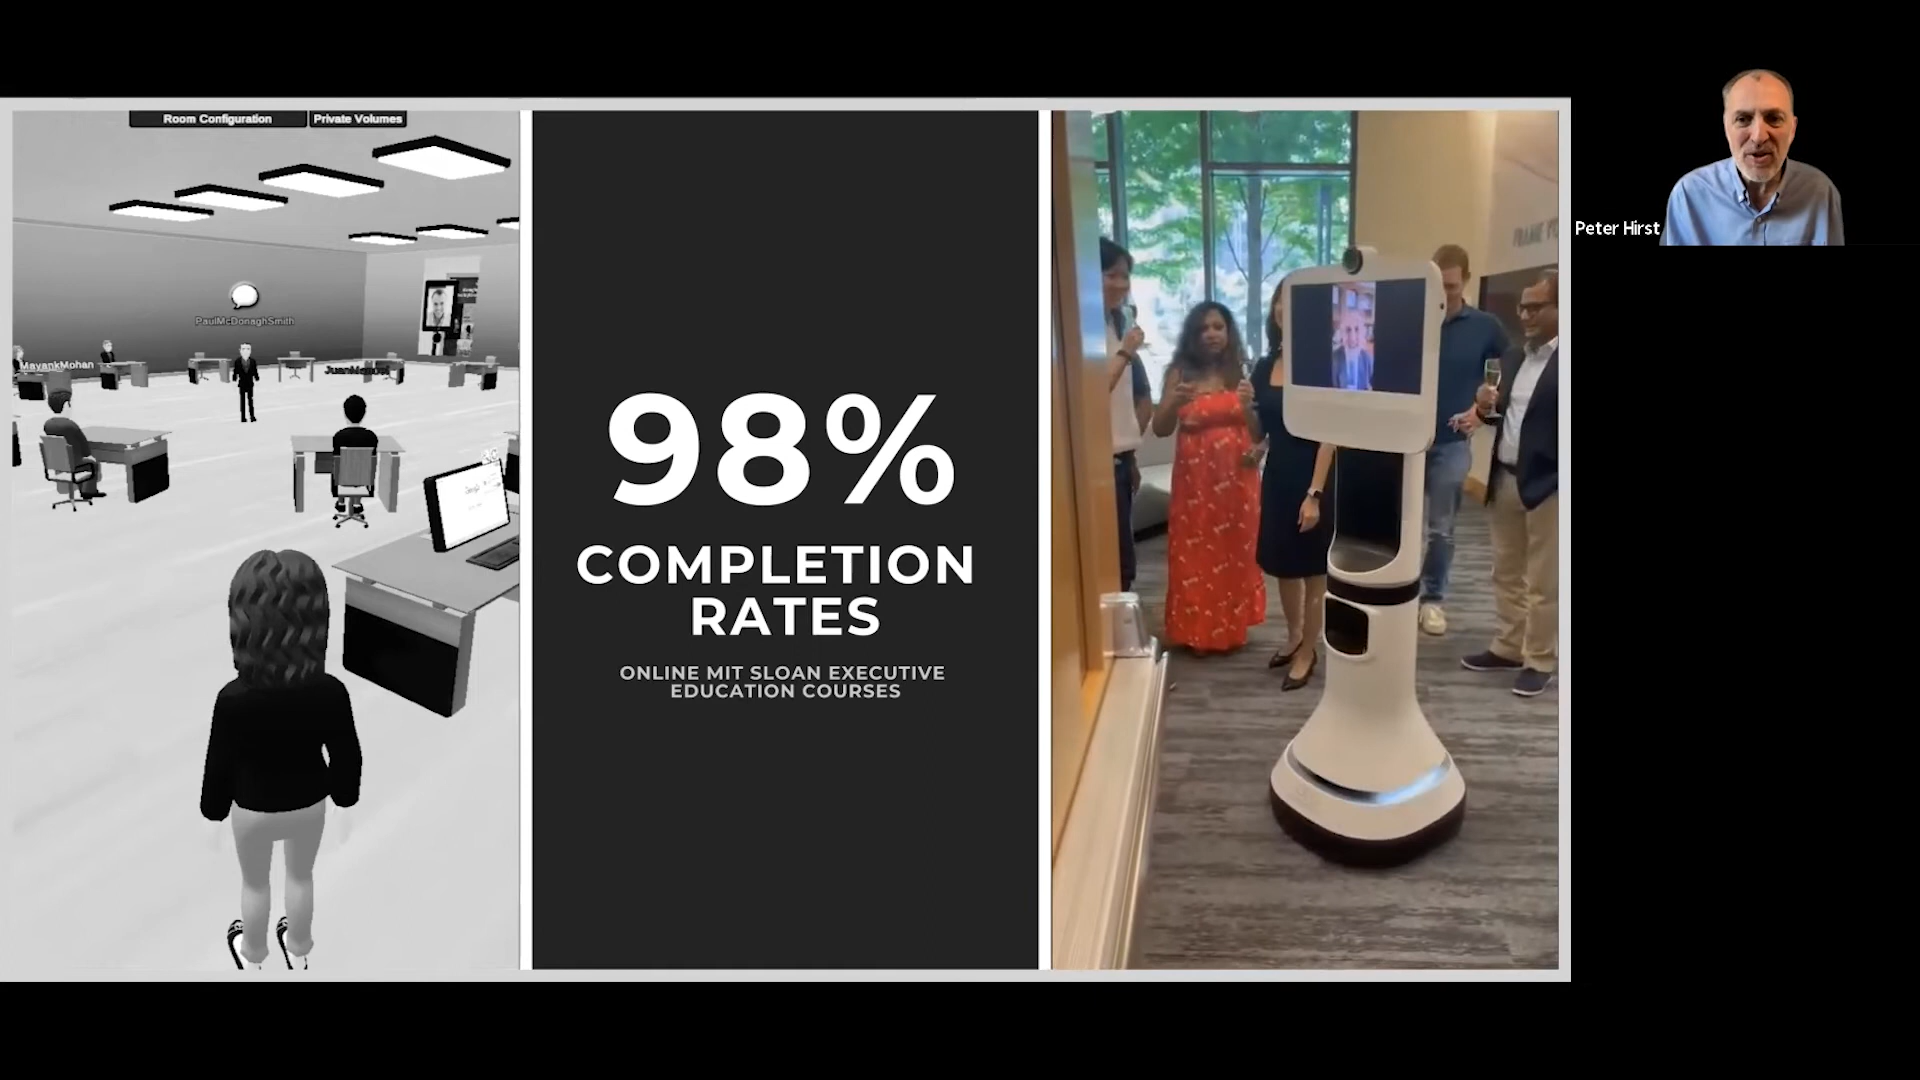 Room Configuration
Private Volumes
PaulMcDonaghSmith
MayankMohan
98%
COMPLETION
RATES
ONLINE MIT SLOAN EXECUTIVE
EDUCATION COURSES
Peter Hirst